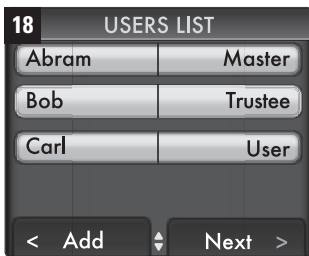 18 USERS LIST
Abram Master
Bob Trustee
Carl User
< Add Next >